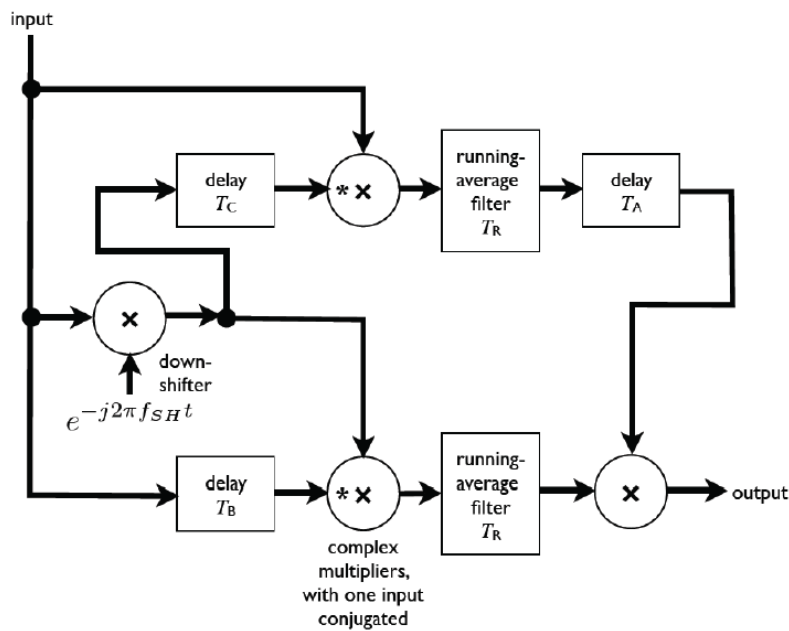 input
delay
T_C
* ×
running-
average
filter
T_R
delay
T_A
×
down-
shifter
e^{-j2πf_{SH}t}
delay
T_B
* ×
running-
average
filter
T_R
×
output
complex
multipliers,
with one input
conjugated